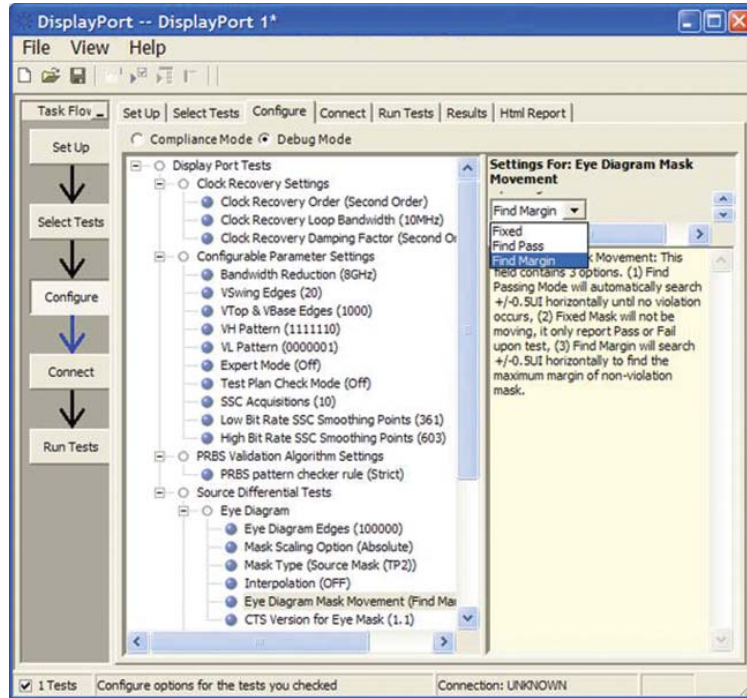 DisplayPort -- DisplayPort 1*
File View Help
Task Flov
Set Up
Select Tests
Configure
Connect
Run Tests
Set Up Select Tests Configure Connect Run Tests Results Html Report
Compliance Mode Debug Mode
Display Port Tests
Clock Recovery Settings
Clock Recovery Order (Second Order)
Clock Recovery Loop Bandwidth (10MHz)
Clock Recovery Damping Factor (Second Or
Configurable Parameter Settings
Bandwidth Reduction (8GHz)
VSwing Edges (20)
VTop & VBase Edges (1000)
VH Pattern (1111110)
VL Pattern (0000001)
Expert Mode (Off)
Test Plan Check Mode (Off)
SSC Acquisitions (10)
Low Bit Rate SSC Smoothing Points (361)
High Bit Rate SSC Smoothing Points (603)
PRBS Validation Algorithm Settings
PRBS pattern checker rule (Strict)
Source Differential Tests
Eye Diagram
Eye Diagram Edges (100000)
Mask Scaling Option (Absolute)
Mask Type (Source Mask (TP2))
Interpolation (OFF)
Eye Diagram Mask Movement (Find Mar
CTS Version for Eye Mask (1.1)
Settings For: Eye Diagram Mask
Movement
Find Margin
Fixed
Find Pass
Find Margin
Movement: This
field contains 3 options. (1) Find
Passing Mode will automatically search
+/-0.5UI horizontally until no violation
occurs, (2) Fixed Mask will not be
moving, it only report Pass or Fail
upon test, (3) Find Margin will search
+/-0.5UI horizontally to find the
maximum margin of non-violation
mask.
1 Tests Configure options for the tests you checked Connection: UNKNOWN